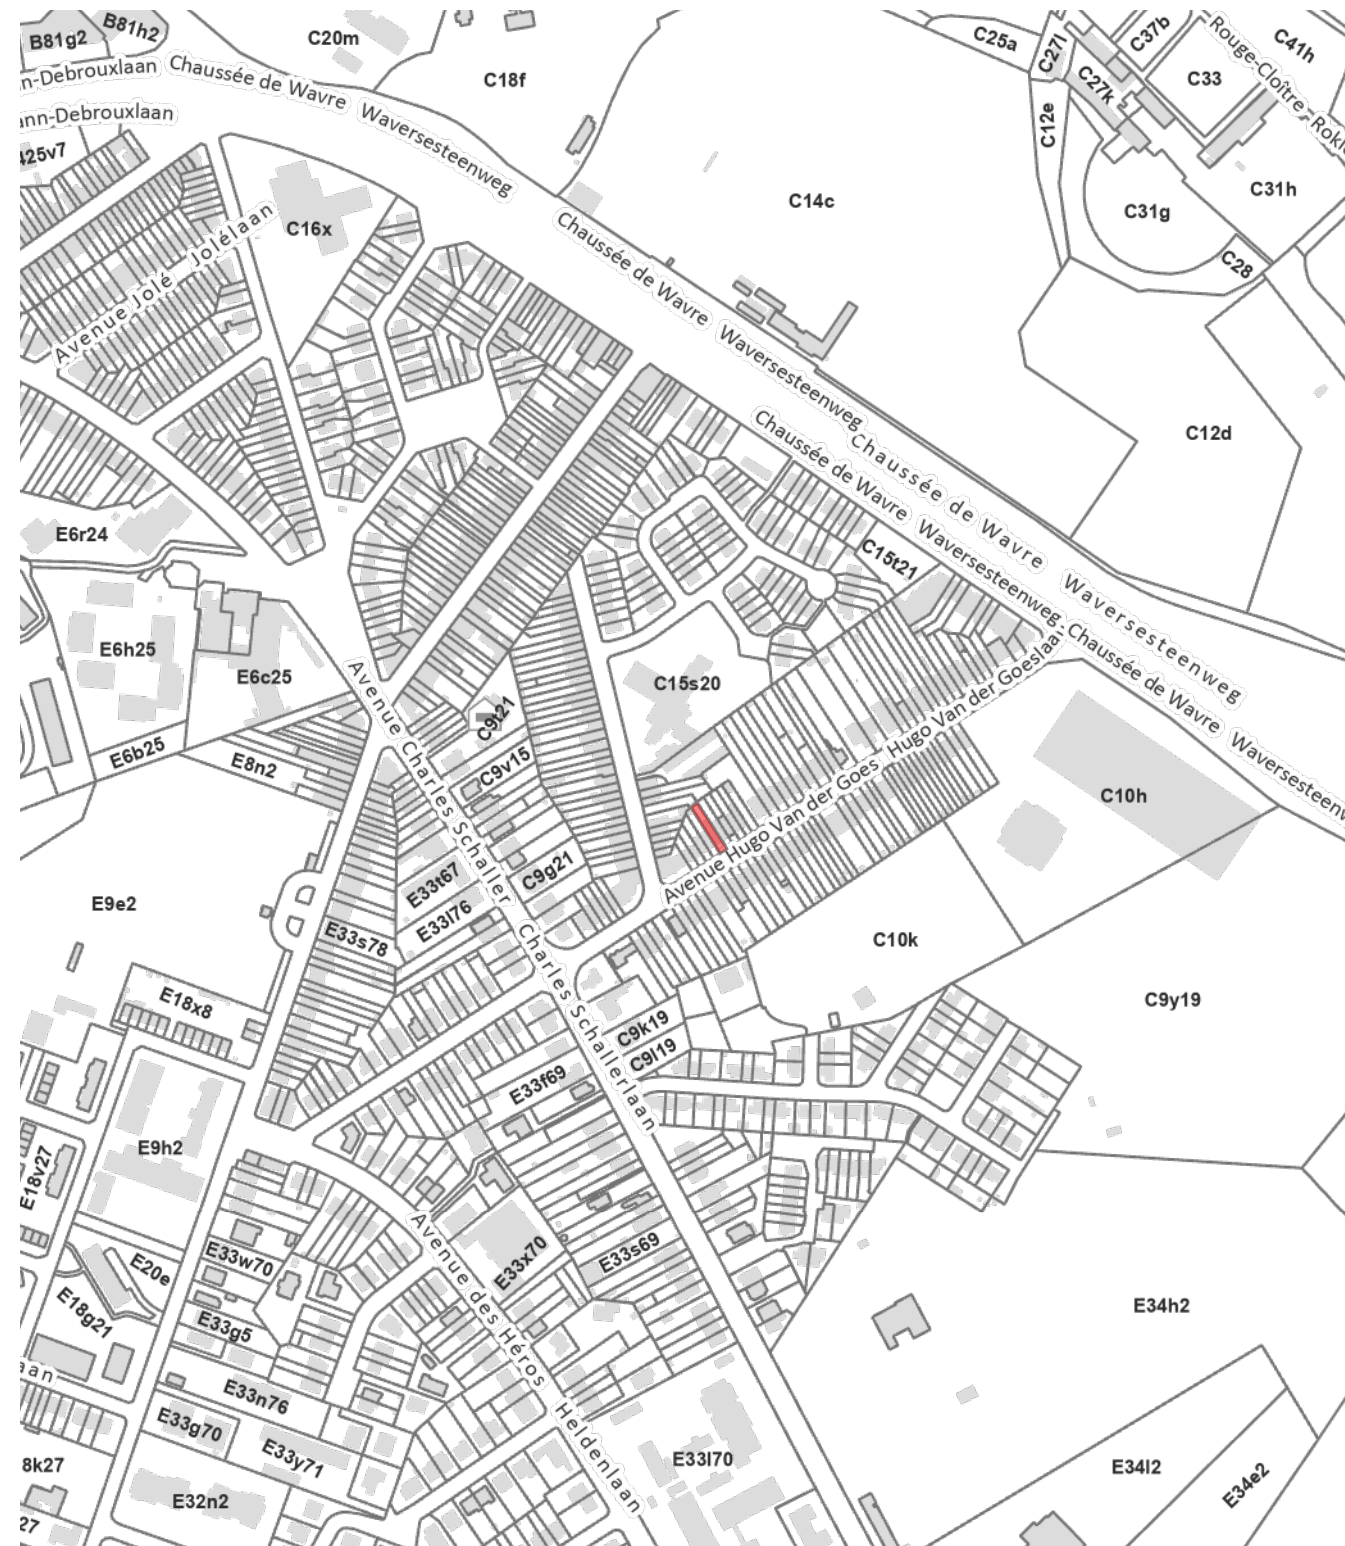 B81g2
B81h2
C20m
C18f
C25a
C27l
C37b
C41h
Rouge-Cloître - Rokl
C33
C27k
n-Debrouxlaan
Chaussée de Wavre Waversesteenweg
ann-Debrouxlaan
425v7
C12e
C31h
C14c
C31g
C16x
C28
Avenue Jolé Jolélaan
Chaussée de Wavre Waversesteenweg
Chaussée de Wavre Waversesteenweg
C12d
Chaussée de Wavre Waversesteenweg
Chaussée de Wavre Waversesteenw
E6r24
C15t21
E6h25
E6c25
C15s20
C9t21
E6b25
E8n2
C9v15
Avenue Charles Schaller Charles Schallerlaan
Avenue Hugo Van der Goes Hugo Van der Goeslaan
C10h
E33t67
C9g21
E9e2
E33l76
E33s78
C10k
E18x8
C9y19
C9k19
C9l19
E33f69
E9h2
E18v27
E33w70
E33x70
E33s69
E20e
E18g21
E33g5
E34h2
Avenue des Héros Heldenlaan
aan
E33n76
E33g70
E33y71
E33l70
8k27
E34l2
E34e2
E32n2
27